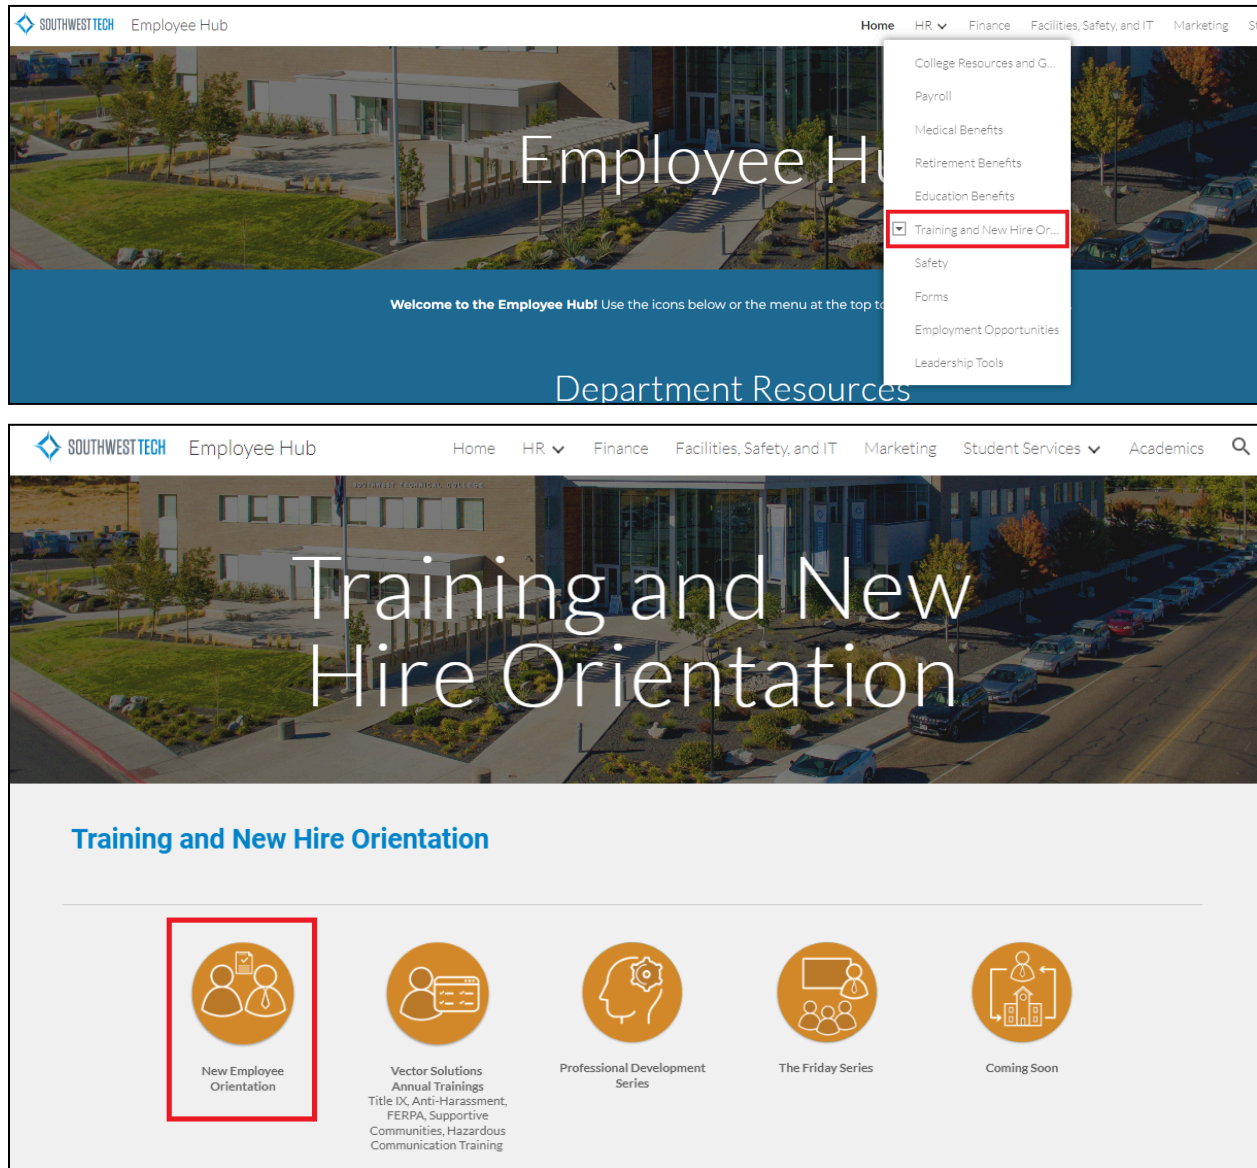 SOUTHWEST TECH Employee Hub Home HR Finance Facilities, Safety, and IT Marketing St
College Resources and G...
Payroll
Medical Benefits
Retirement Benefits
Education Benefits
Training and New Hire Or...
Safety
Forms
Employment Opportunities
Leadership Tools
Employee Hu
Welcome to the Employee Hub! Use the icons below or the menu at the top to
Department Resources
SOUTHWEST TECH Employee Hub Home HR Finance Facilities, Safety, and IT Marketing Student Services Academics
SOUTHWEST TECHNICAL COLLEGE
Training and New
Hire Orientation
Training and New Hire Orientation
New Employee
Orientation
Vector Solutions
Annual Trainings
Title IX, Anti-Harassment,
FERPA, Supportive
Communities, Hazardous
Communication Training
Professional Development
Series
The Friday Series
Coming Soon